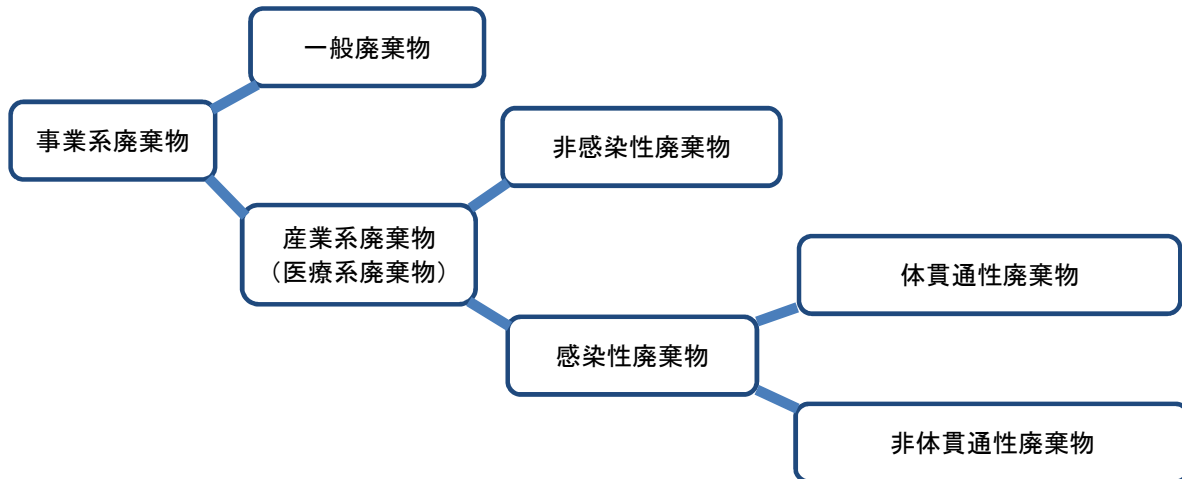 一般廃棄物
事業系廃棄物
非感染性廃棄物
産業系廃棄物
（医療系廃棄物）
体貫通性廃棄物
感染性廃棄物
非体貫通性廃棄物